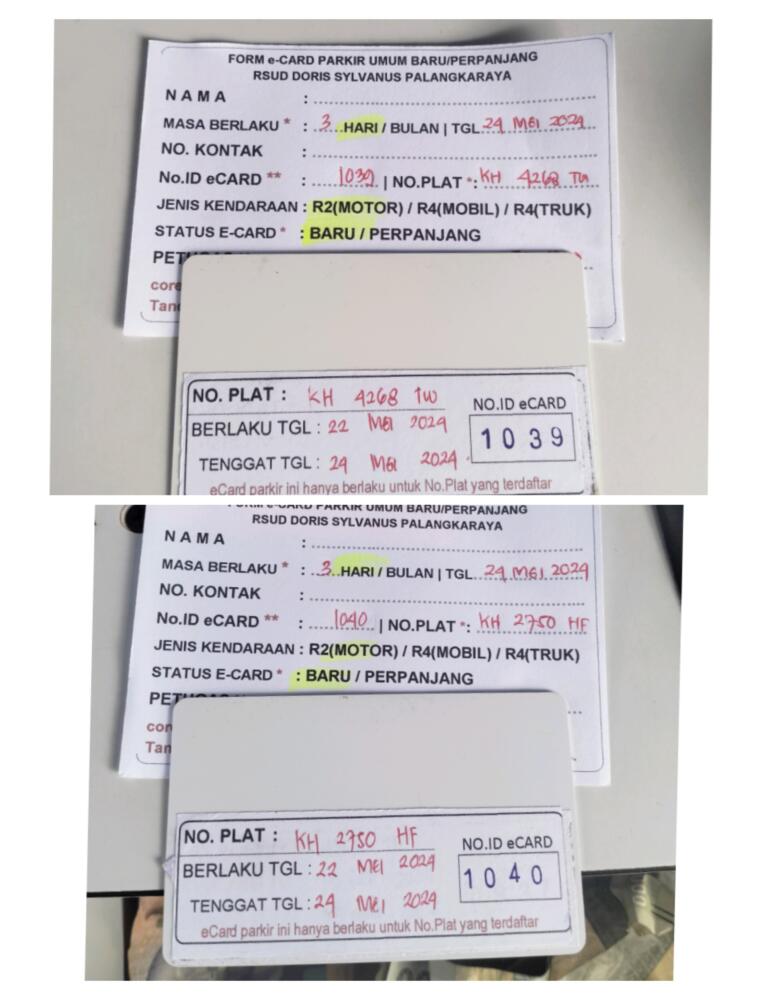 FORM e-CARD PARKIR UMUM BARU/PERPANJANG
RSUD DORIS SYLVANUS PALANGKARAYA
NAMA :
MASA BERLAKU * : 3 HARI / BULAN | TGL 24 MEI 2024
NO. KONTAK :
No.ID eCARD ** : 1039 | NO.PLAT *: KH 4268 TW
JENIS KENDARAAN : R2(MOTOR) / R4(MOBIL) / R4(TRUK)
STATUS E-CARD * : BARU / PERPANJANG
NO. PLAT : KH 4268 TW
NO.ID eCARD
BERLAKU TGL : 22 MEI 2024
1039
TENGGAT TGL : 24 MEI 2024
eCard parkir ini hanya berlaku untuk No.Plat yang terdaftar
FORM e-CARD PARKIR UMUM BARU/PERPANJANG
RSUD DORIS SYLVANUS PALANGKARAYA
NAMA :
MASA BERLAKU * : 3 HARI / BULAN | TGL 24 MEI 2024
NO. KONTAK :
No.ID eCARD ** : 1040 | NO.PLAT *: KH 2750 HF
JENIS KENDARAAN : R2(MOTOR) / R4(MOBIL) / R4(TRUK)
STATUS E-CARD * : BARU / PERPANJANG
NO. PLAT : KH 2750 HF
NO.ID eCARD
BERLAKU TGL : 22 MEI 2024
1040
TENGGAT TGL : 24 MEI 2024
eCard parkir ini hanya berlaku untuk No.Plat yang terdaftar